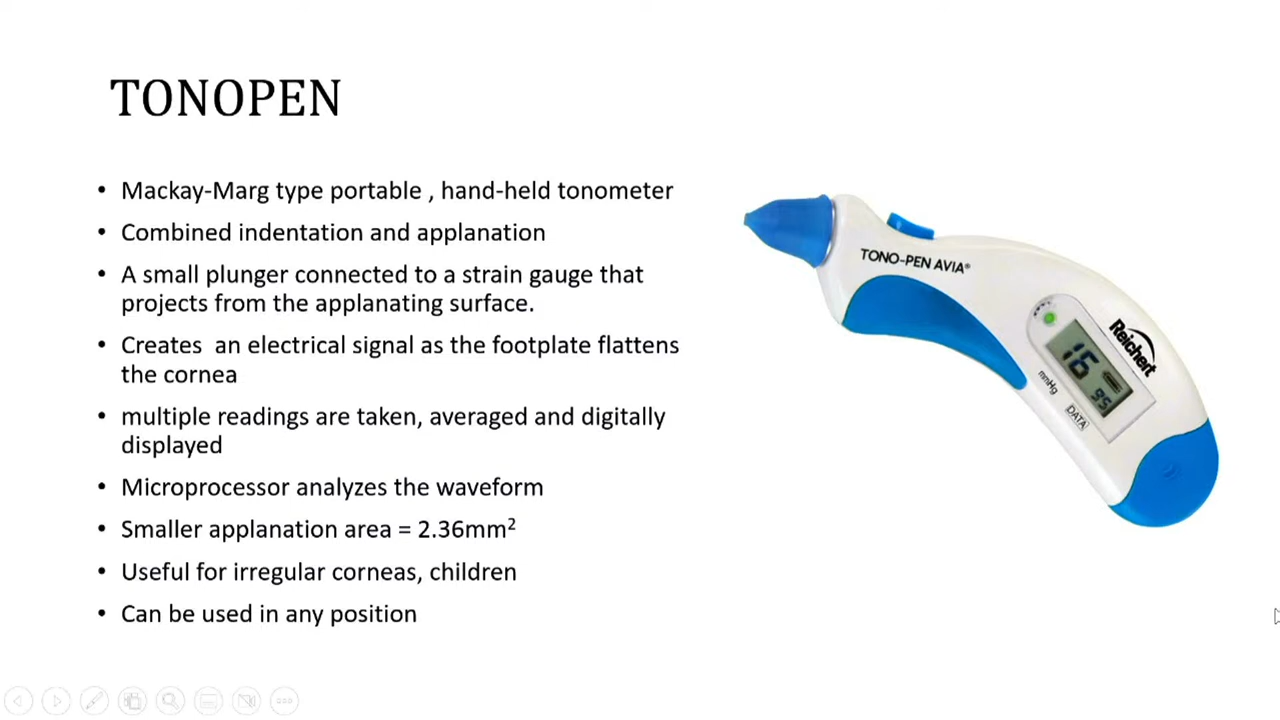 TONOPEN
• Mackay-Marg type portable , hand-held tonometer
• Combined indentation and applanation
• A small plunger connected to a strain gauge that
projects from the applanating surface.
• Creates  an electrical signal as the footplate flattens
the cornea
• multiple readings are taken, averaged and digitally
displayed
• Microprocessor analyzes the waveform
• Smaller applanation area = 2.36mm²
• Useful for irregular corneas, children
• Can be used in any position
TONO-PEN AVIA®
Reichert
16
95
mmHg
DATA